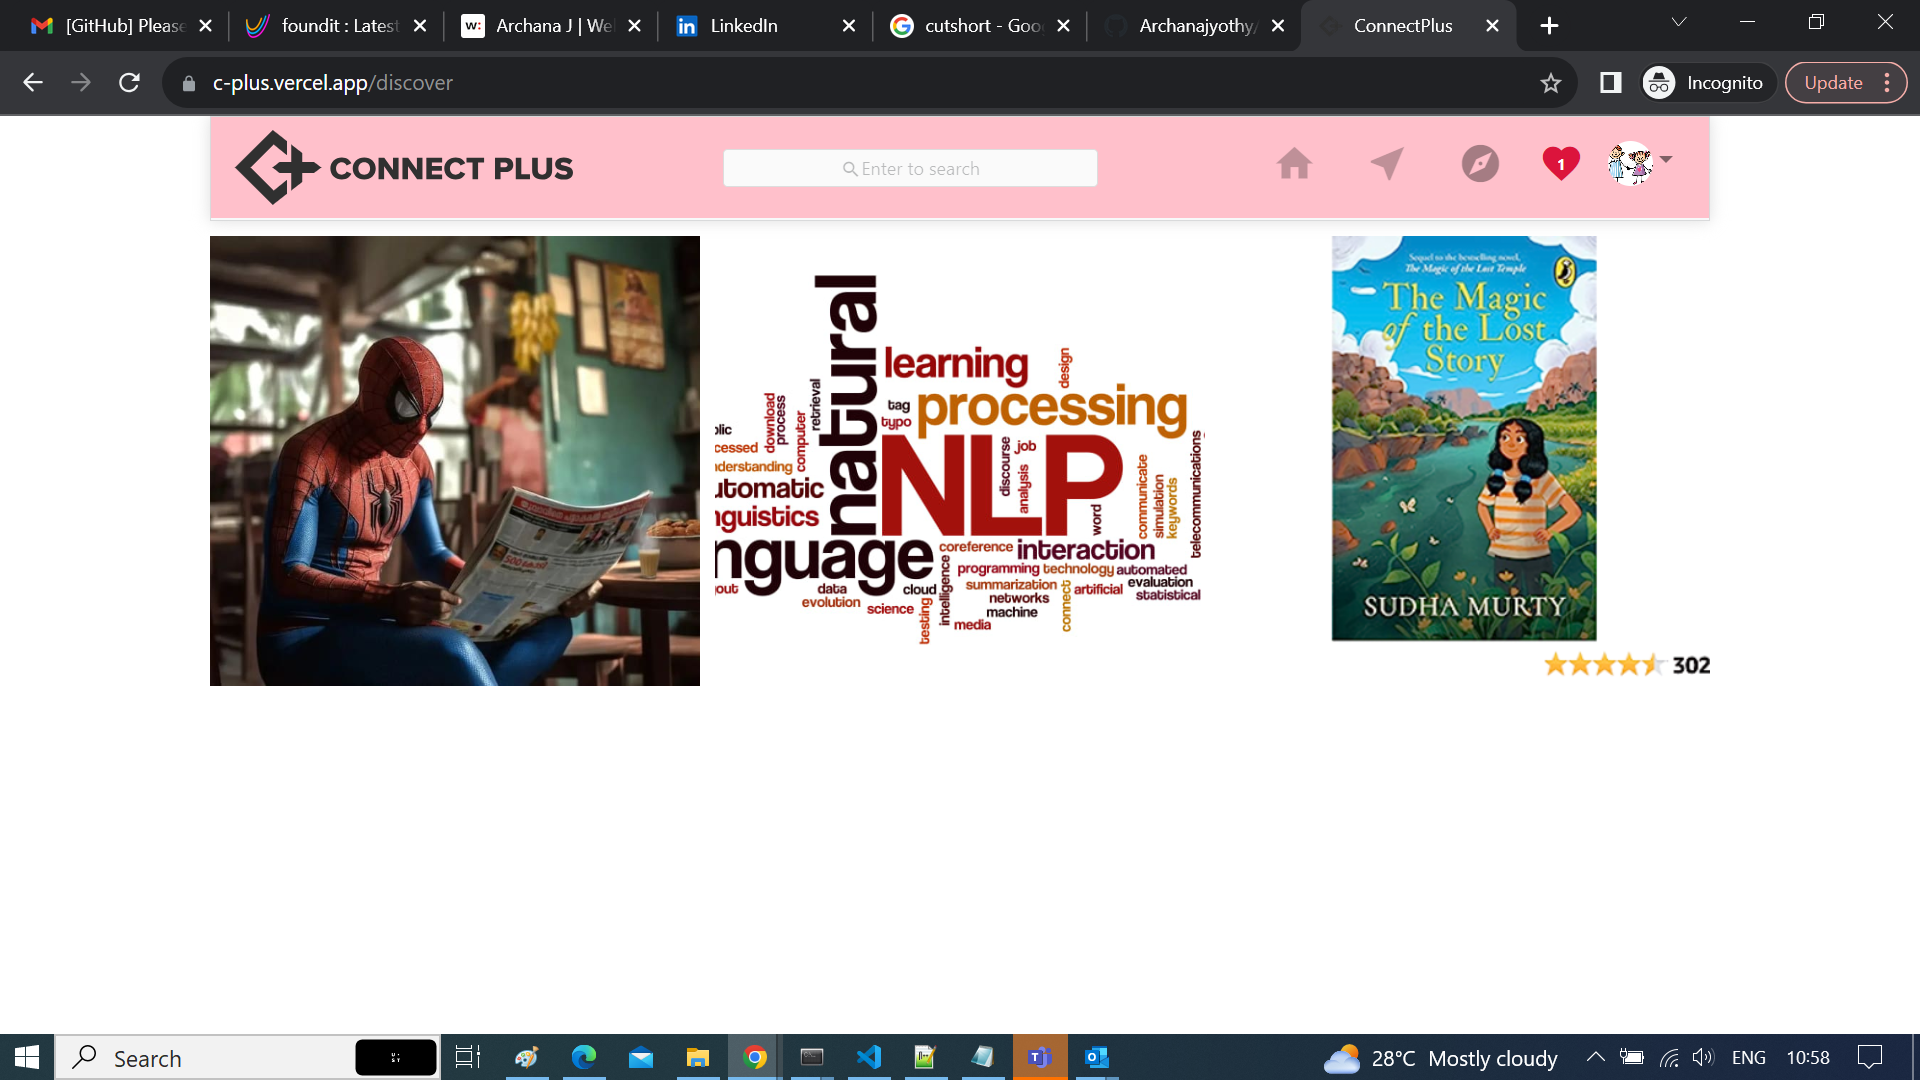 [GitHub] Please
foundit : Latest
Archana J | Wel
LinkedIn
cutshort - Goog
Archanajyothy/
ConnectPlus
c-plus.vercel.app/discover
Incognito
Update
CONNECT PLUS
Enter to search
1
natural
learning
design
processing
tag
typo
retrieval
process
download
computer
blic
cessed
nderstanding
utomatic
nguistics
NLP
discourse
job
analysis
word
communicate
simulation
keywords
telecommunications
nguage
coreference
interaction
programming
technology
automated
summarization
evaluation
networks
artificial
statistical
machine
connect
intelligence
cloud
data
gout
evolution
science
testing
media
Sequel to the bestselling novel,
The Magic of the Lost Temple
The Magic
of the Lost
Story
SUDHA MURTY
302
Search
28°C Mostly cloudy
ENG
10:58